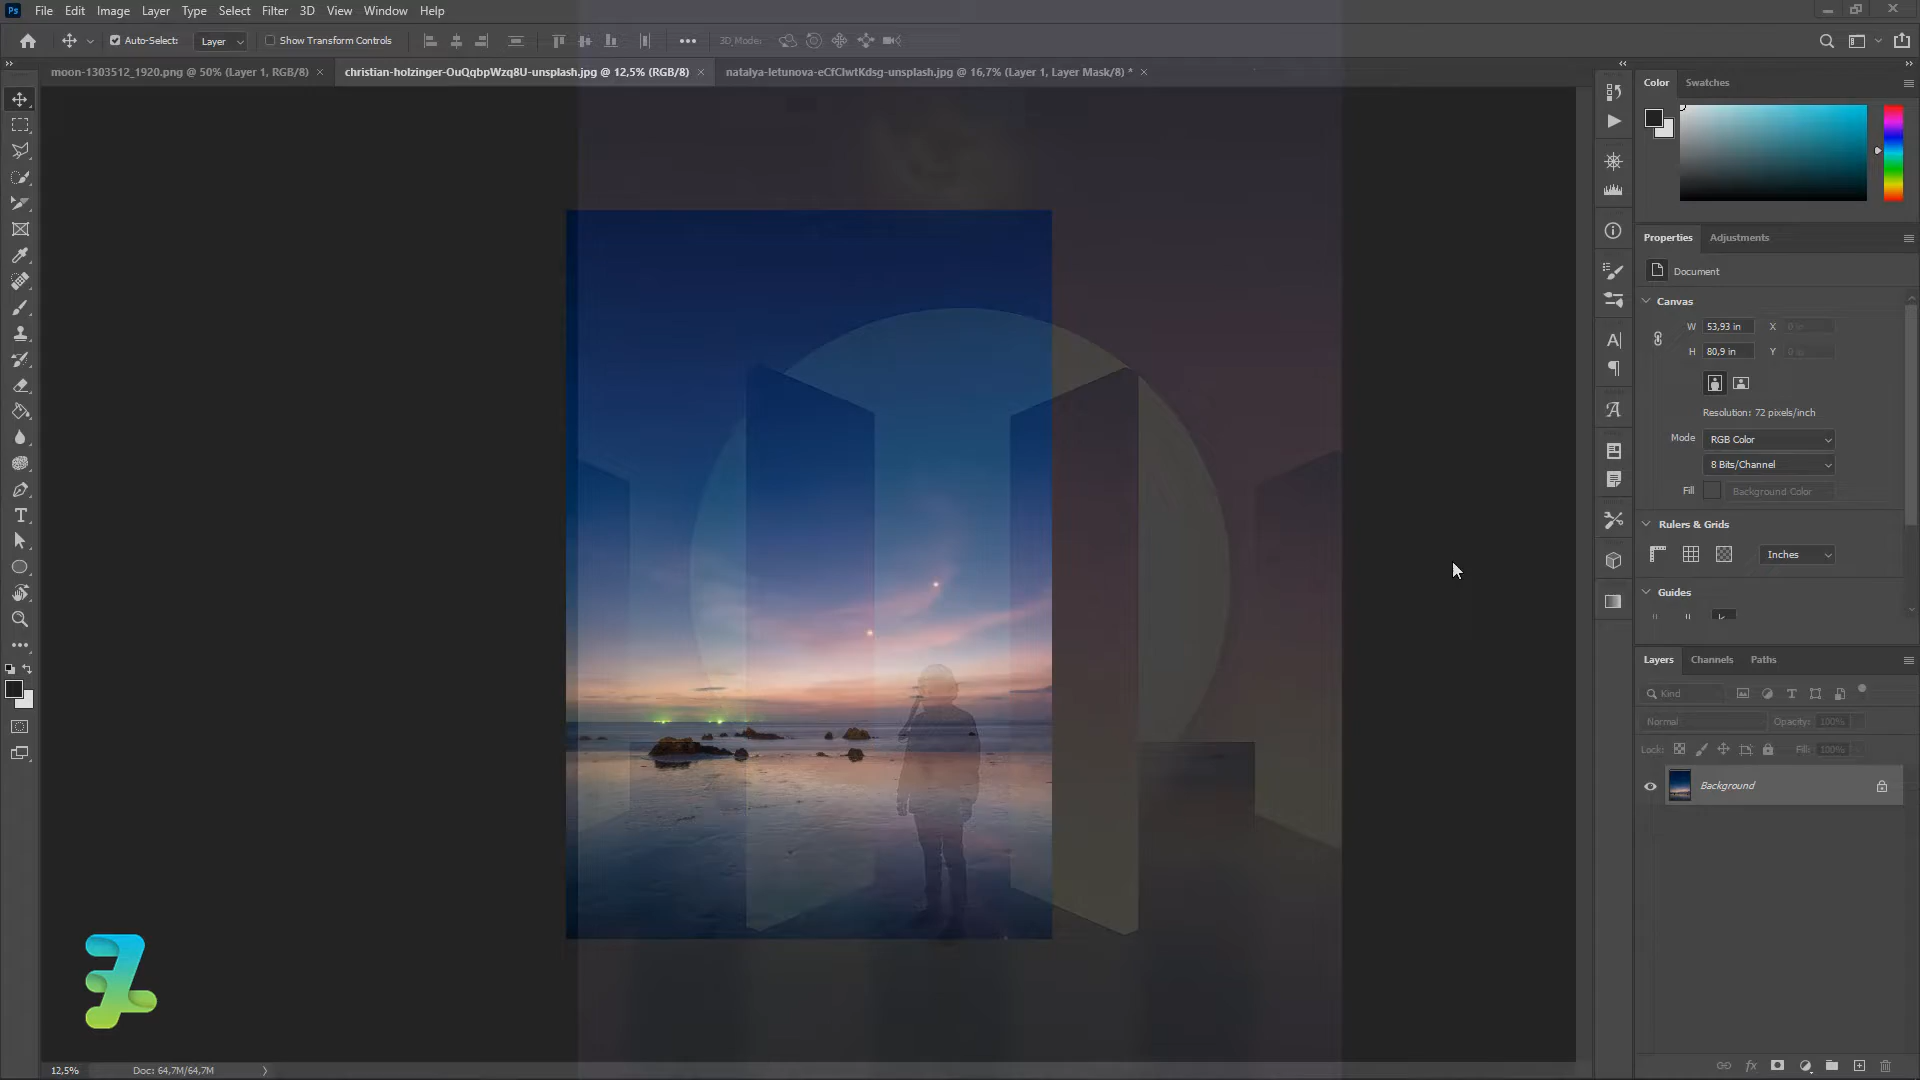 Ps File Edit Image Layer Type Select Filter 3D View Window Help
Auto-Select: Layer Show Transform Controls 3D Mode:
moon-1303512_1920.png @ 50% (Layer 1, RGB/8) × christian-holzinger-OuQqbpWzq8U-unsplash.jpg @ 12,5% (RGB/8) × natalya-letunova-eCfClwtKdsg-unsplash.jpg @ 16,7% (Layer 1, Layer Mask/8) * ×
Color Swatches
Properties Adjustments
Document
Canvas
W 53,93 in X 0 in
H 80,9 in Y 0 in
Resolution: 72 pixels/inch
Mode RGB Color
8 Bits/Channel
Fill Background Color
Rulers & Grids
Inches
Guides
Layers Channels Paths
Kind
Normal Opacity: 100%
Lock: Fill: 100%
Background
12,5% Doc: 64,7M/64,7M